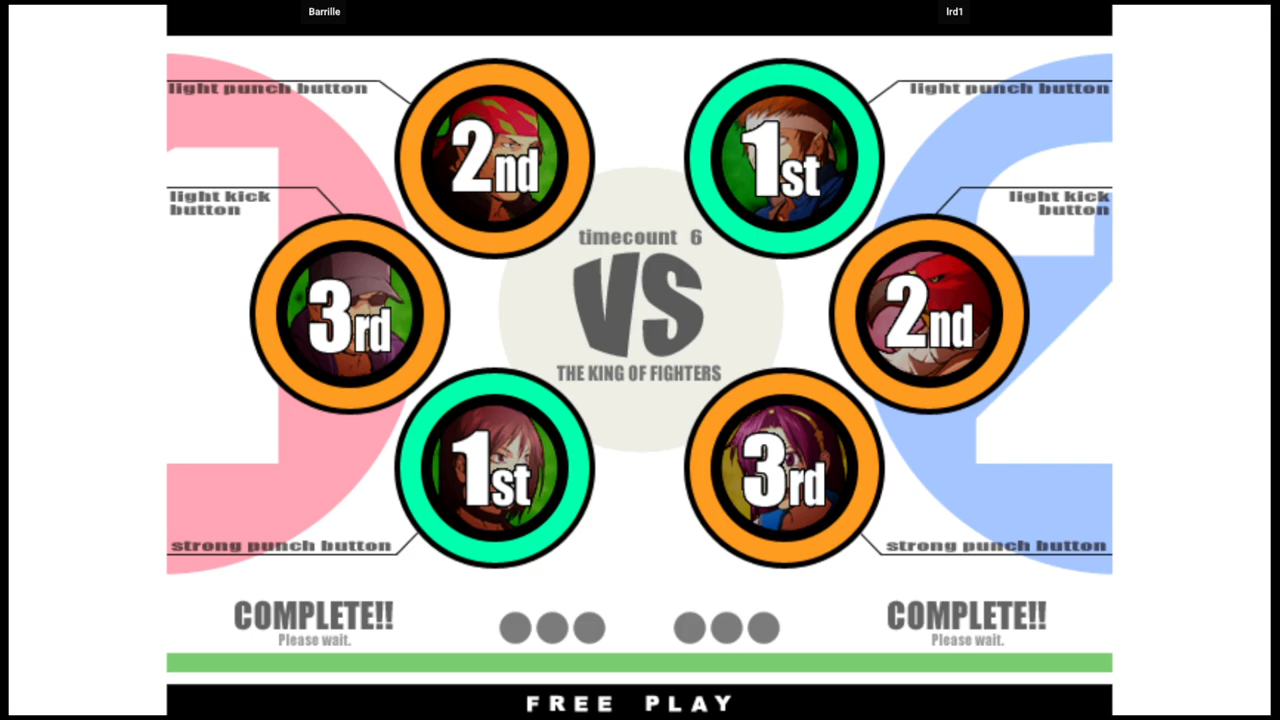 Barrille
lrd1
light punch button
light punch button
2nd
1st
light kick
button
light kick
button
timecount 6
VS
THE KING OF FIGHTERS
3rd
2nd
1st
3rd
strong punch button
strong punch button
COMPLETE!!
Please wait.
COMPLETE!!
Please wait.
FREE PLAY